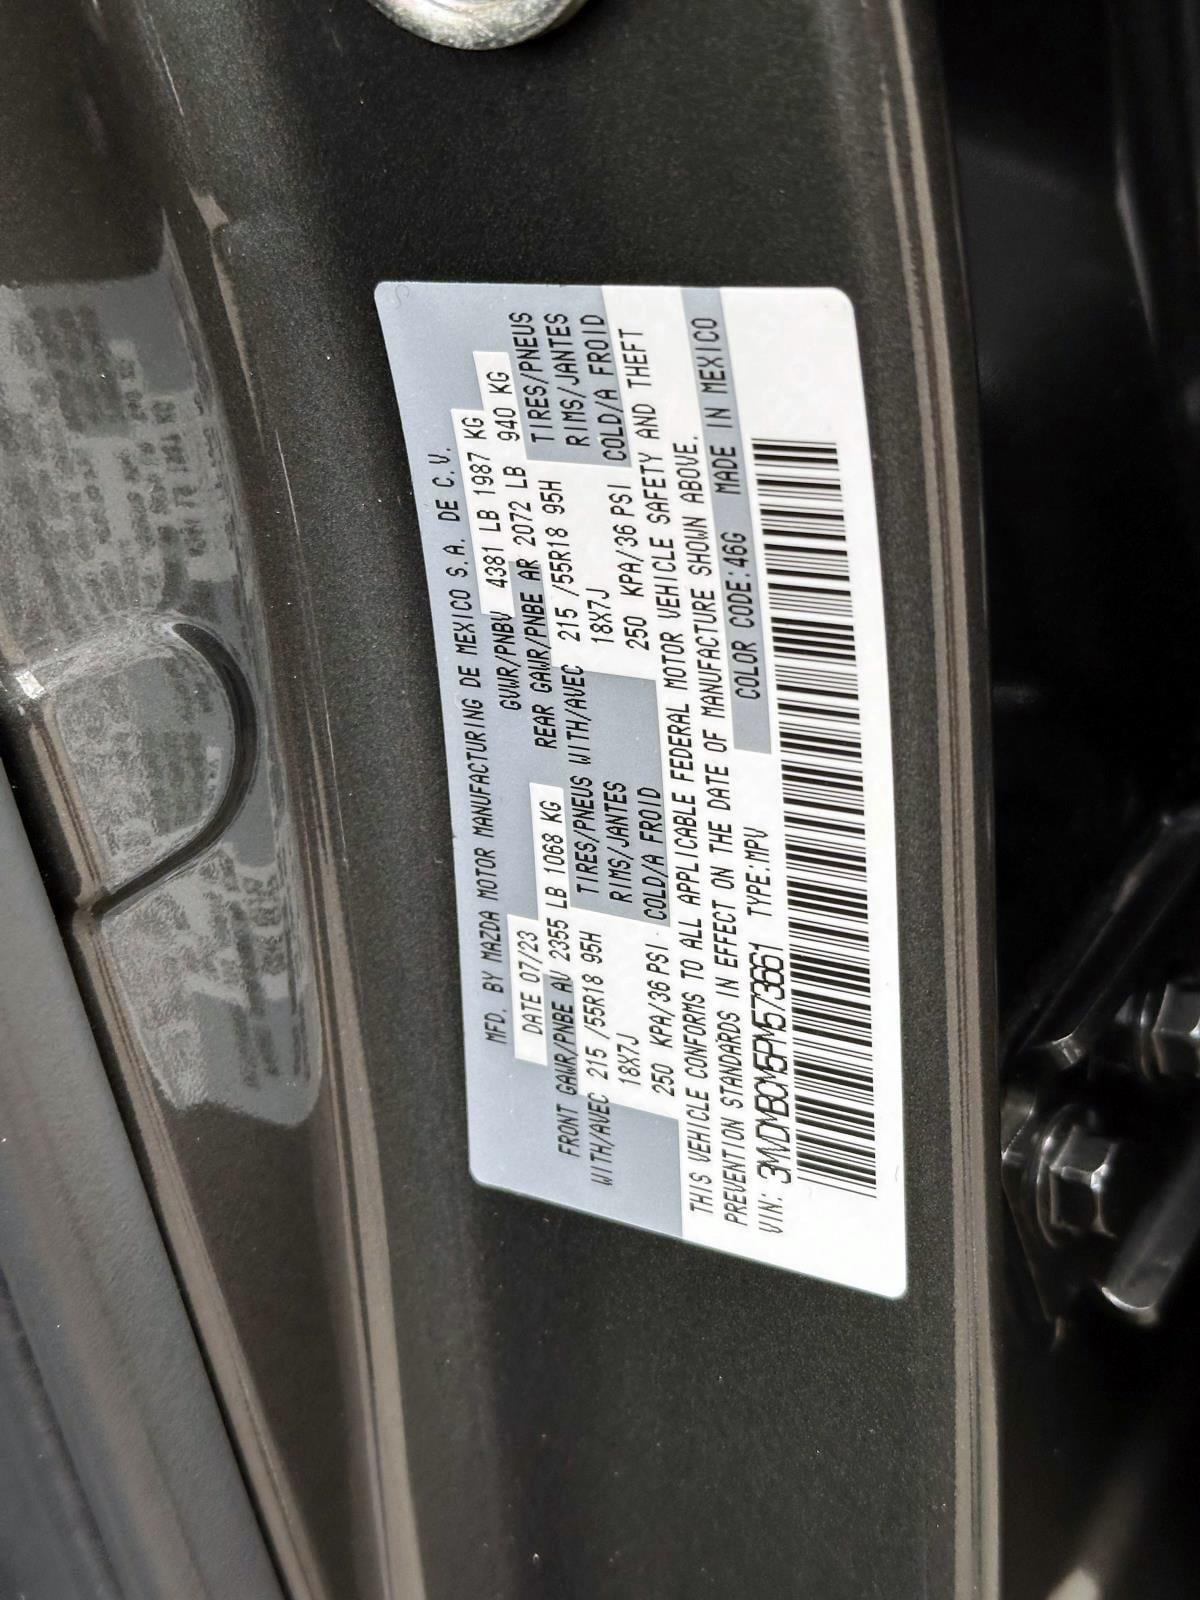 MFD. BY MAZDA MOTOR MANUFACTURING DE MEXICO S.A. DE C.V.
DATE 07/23 GVWR/PNBV 4381 LB 1987 KG
FRONT GAWR/PNBE AV 2355 LB 1068 KG REAR GAWR/PNBE AR 2072 LB 940 KG
WITH/AVEC 215 /55R18 95H TIRES/PNEUS WITH/AVEC 215 /55R18 95H TIRES/PNEUS
18X7J RIMS/JANTES 18X7J RIMS/JANTES
250 KPA/36 PSI COLD/A FROID 250 KPA/36 PSI COLD/A FROID
THIS VEHICLE CONFORMS TO ALL APPLICABLE FEDERAL MOTOR VEHICLE SAFETY AND THEFT
PREVENTION STANDARDS IN EFFECT ON THE DATE OF MANUFACTURE SHOWN ABOVE.
VIN: 3MVDMBCM5PM573661 TYPE:MPV COLOR CODE:46G MADE IN MEXICO